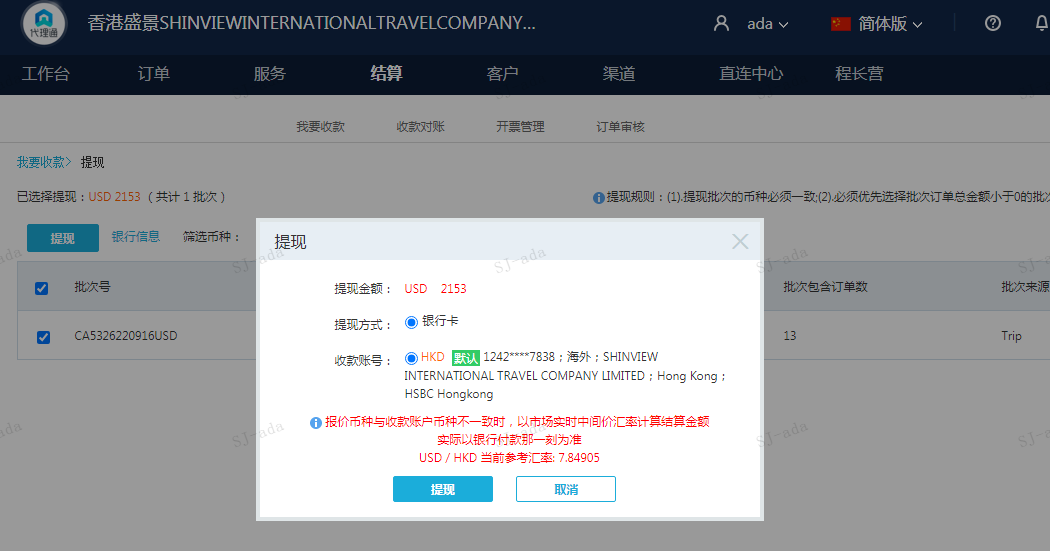 代理通
香港盛景SHINVIEWINTERNATIONALTRAVELCOMPANY...
ada
简体版
工作台 订单 服务 结算 客户 渠道 直连中心 程长营
我要收款 收款对账 开票管理 订单审核
我要收款> 提现
已选择提现：USD 2153 （ 共计 1 批次 ）
提现规则：(1).提现批次的币种必须一致;(2).必须优先选择批次订单总金额小于0的批次
提现 银行信息 筛选币种：
批次号 批次包含订单数 批次来源
CA5326220916USD 13 Trip
提现
提现金额： USD 2153
提现方式： 银行卡
收款账号： HKD 默认 1242****7838；海外；SHINVIEW
INTERNATIONAL TRAVEL COMPANY LIMITED；Hong Kong；
HSBC Hongkong
报价币种与收款账户币种不一致时，以市场实时中间价汇率计算结算金额
实际以银行付款那一刻为准
USD / HKD 当前参考汇率: 7.84905
提现 取消
SJ-ada
SJ-ada
SJ-ada
SJ-ada
SJ-ada